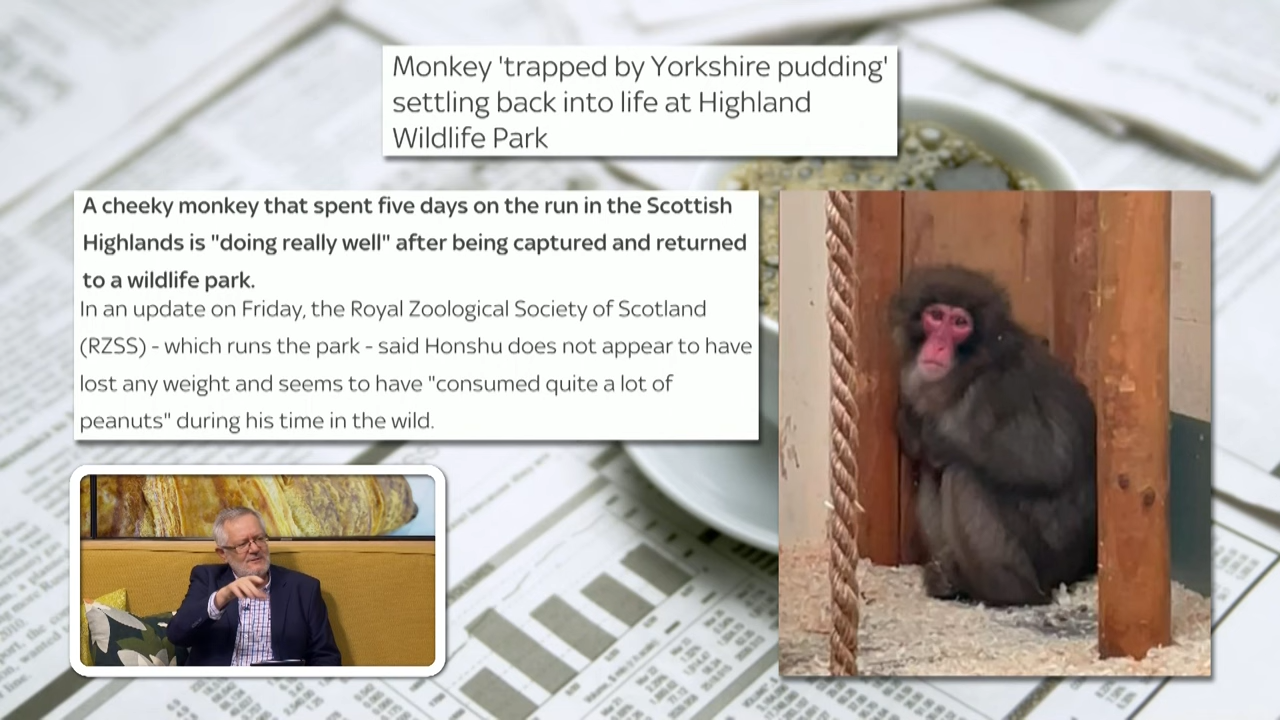 Monkey 'trapped by Yorkshire pudding'
settling back into life at Highland
Wildlife Park
A cheeky monkey that spent five days on the run in the Scottish
Highlands is "doing really well" after being captured and returned
to a wildlife park.
In an update on Friday, the Royal Zoological Society of Scotland
(RZSS) - which runs the park - said Honshu does not appear to have
lost any weight and seems to have "consumed quite a lot of
peanuts" during his time in the wild.